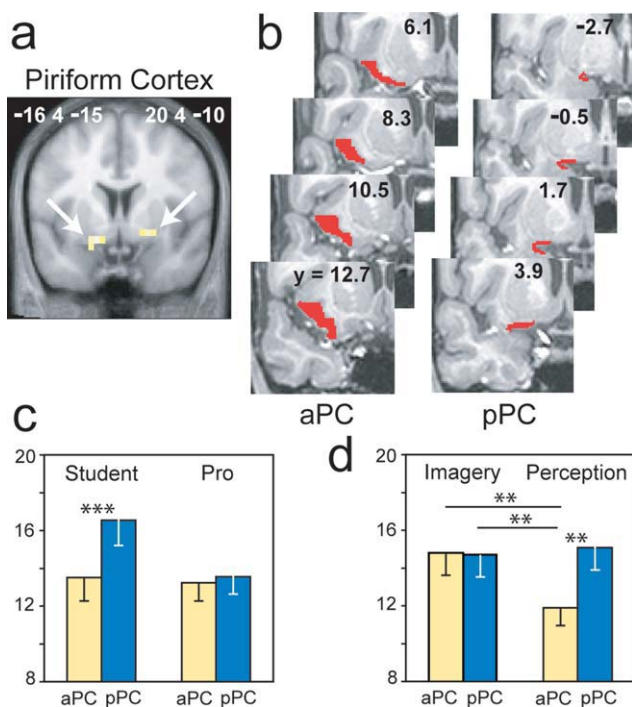 a
Piriform Cortex
-16 4 -15 20 4 -10
b
6.1
8.3
10.5
y = 12.7
aPC
-2.7
-0.5
1.7
3.9
pPC
c
20
16
12
8
Student
Pro
***
aPC pPC aPC pPC
d
20
16
12
8
Imagery Perception
**
**
**
aPC pPC aPC pPC